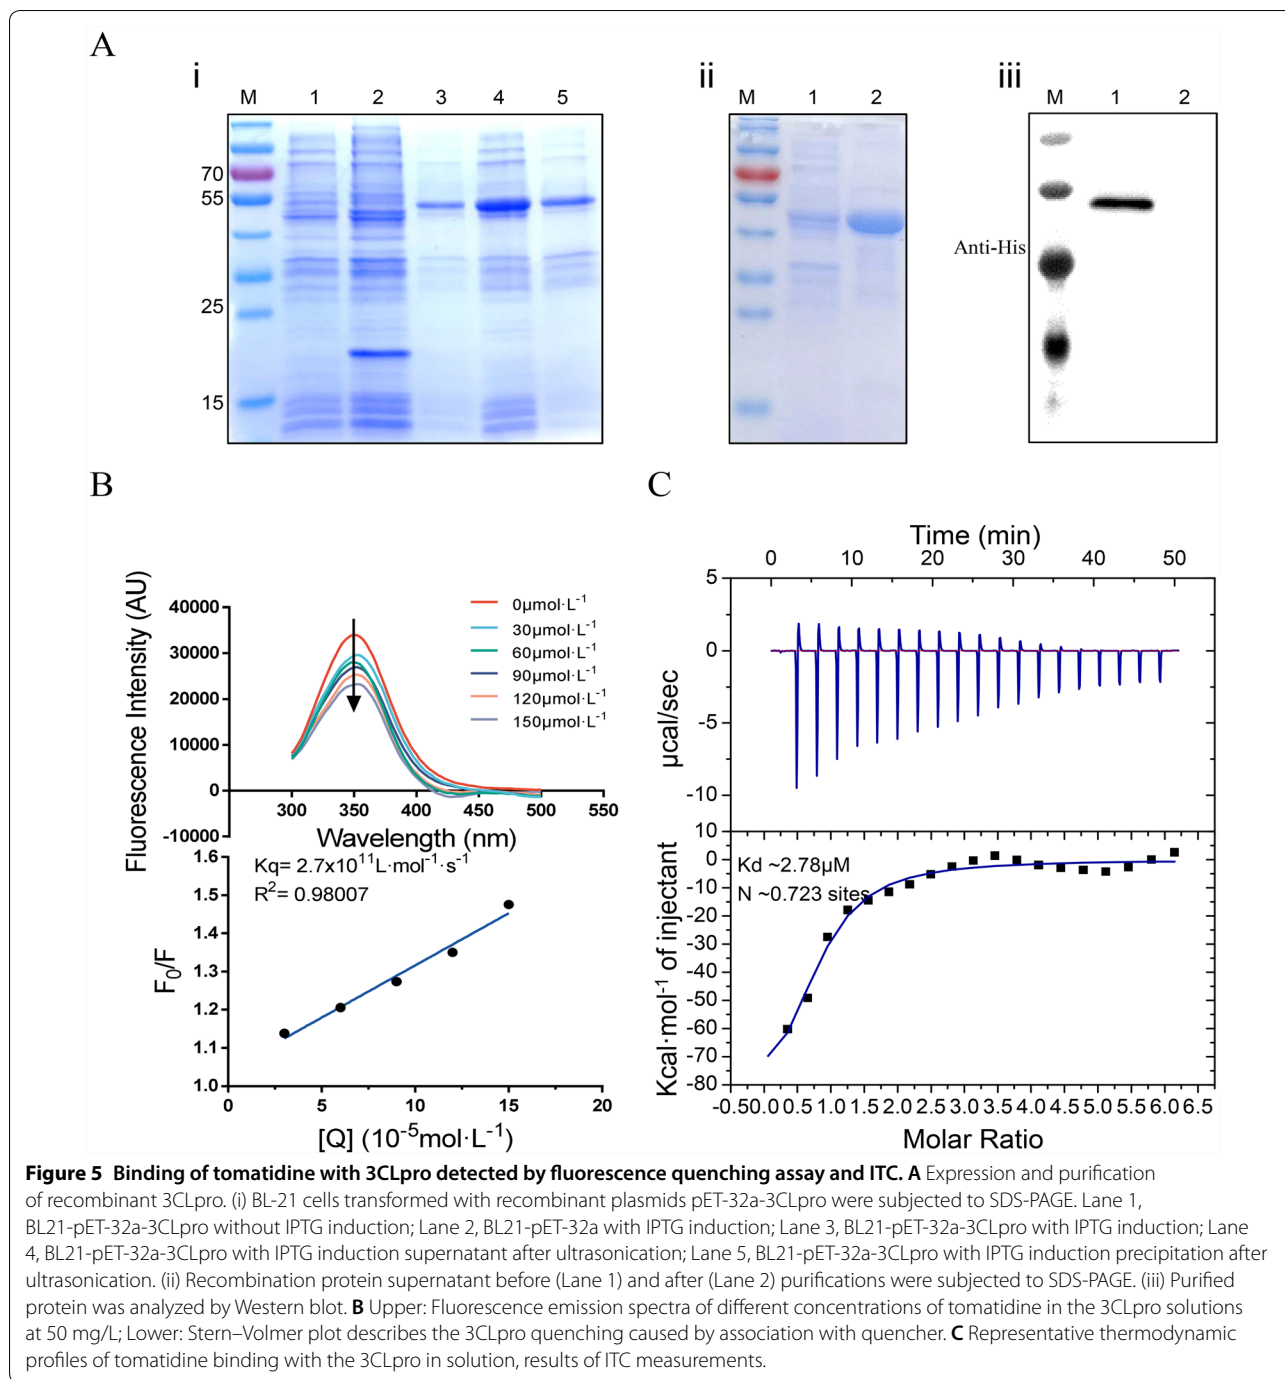 A
i
ii
iii
M 1 2 3 4 5
M 1 2
M 1 2
70
55
25
15
Anti-His
B
Fluorescence Intensity (AU)
40000
30000
20000
10000
0
-10000
300 350 400 450 500 550
Wavelength (nm)
0μmol·L⁻¹
30μmol·L⁻¹
60μmol·L⁻¹
90μmol·L⁻¹
120μmol·L⁻¹
150μmol·L⁻¹
Kq= 2.7x10¹¹L·mol⁻¹·s⁻¹
R²= 0.98007
F₀/F
1.6
1.5
1.4
1.3
1.2
1.1
1.0
0 5 10 15 20
[Q] (10⁻⁵mol·L⁻¹)
C
Time (min)
0 10 20 30 40 50
μcal/sec
5
0
-5
-10
10
Kcal·mol⁻¹ of injectant
0
-10
-20
-30
-40
-50
-60
-70
-80
Kd ~2.78μM
N ~0.723 sites
-0.5 0.0 0.5 1.0 1.5 2.0 2.5 3.0 3.5 4.0 4.5 5.0 5.5 6.0 6.5
Molar Ratio
Figure 5 Binding of tomatidine with 3CLpro detected by fluorescence quenching assay and ITC. A Expression and purification
of recombinant 3CLpro. (i) BL-21 cells transformed with recombinant plasmids pET-32a-3CLpro were subjected to SDS-PAGE. Lane 1,
BL21-pET-32a-3CLpro without IPTG induction; Lane 2, BL21-pET-32a with IPTG induction; Lane 3, BL21-pET-32a-3CLpro with IPTG induction; Lane
4, BL21-pET-32a-3CLpro with IPTG induction supernatant after ultrasonication; Lane 5, BL21-pET-32a-3CLpro with IPTG induction precipitation after
ultrasonication. (ii) Recombination protein supernatant before (Lane 1) and after (Lane 2) purifications were subjected to SDS-PAGE. (iii) Purified
protein was analyzed by Western blot. B Upper: Fluorescence emission spectra of different concentrations of tomatidine in the 3CLpro solutions
at 50 mg/L; Lower: Stern–Volmer plot describes the 3CLpro quenching caused by association with quencher. C Representative thermodynamic
profiles of tomatidine binding with the 3CLpro in solution, results of ITC measurements.